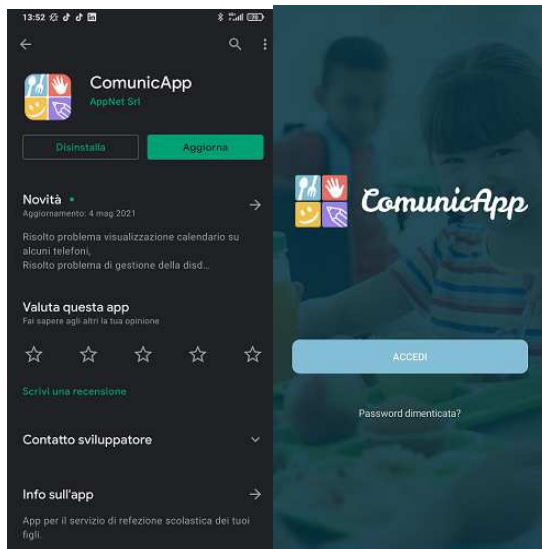 13:52
ComunicApp
AppNet Srl
Disinstalla
Aggiorna
Novità
Aggiornamento: 4 mag 2021
Risolto problema visualizzazione calendario su
alcuni telefoni,
Risolto problema di gestione della disd...
Valuta questa app
Fai sapere agli altri la tua opinione
Scrivi una recensione
Contatto sviluppatore
Info sull'app
App per il servizio di refezione scolastica dei tuoi
figli.
ComunicApp
ACCEDI
Password dimenticata?